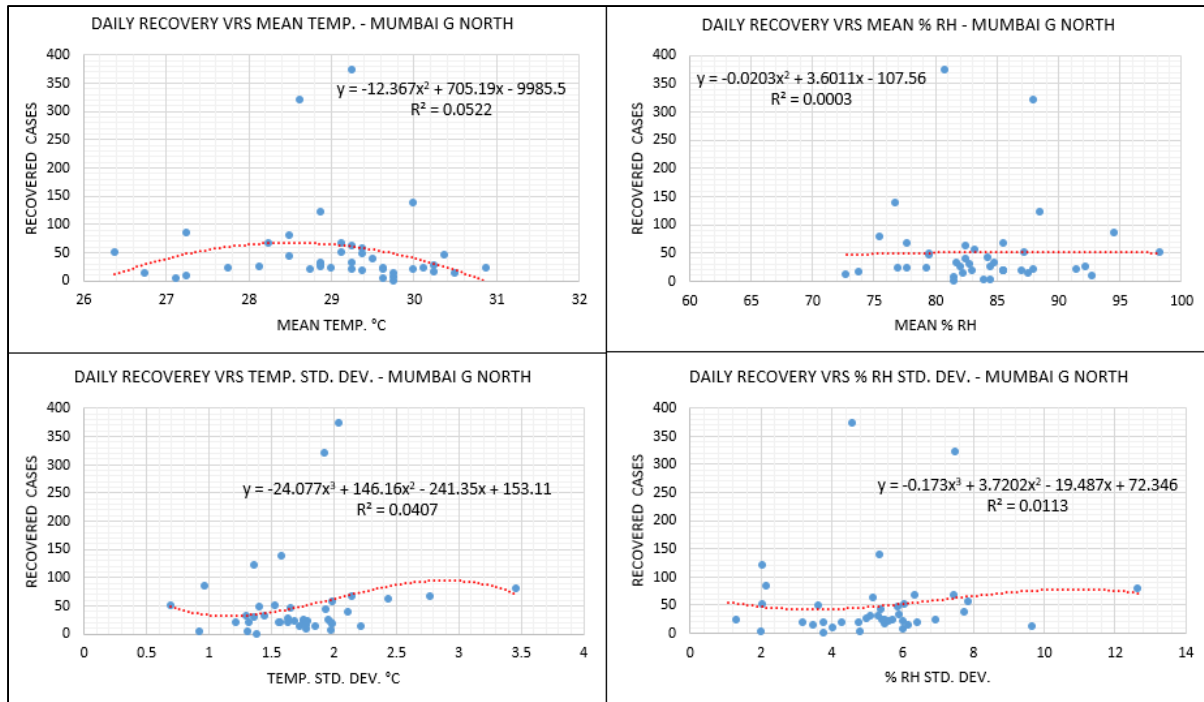 DAILY RECOVERY VRS MEAN TEMP. - MUMBAI G NORTH
400
350
300
250
200
150
100
50
0
RECOVERED CASES
y = -12.367x² + 705.19x - 9985.5
R² = 0.0522
26 27 28 29 30 31 32
MEAN TEMP. °C
DAILY RECOVERY VRS MEAN % RH - MUMBAI G NORTH
400
350
300
250
200
150
100
50
0
RECOVERED CASES
y = -0.0203x² + 3.6011x - 107.56
R² = 0.0003
60 65 70 75 80 85 90 95 100
MEAN % RH
DAILY RECOVEREY VRS TEMP. STD. DEV. - MUMBAI G NORTH
400
350
300
250
200
150
100
50
0
RECOVERED CASES
y = -24.077x³ + 146.16x² - 241.35x + 153.11
R² = 0.0407
0 0.5 1 1.5 2 2.5 3 3.5 4
TEMP. STD. DEV. °C
DAILY RECOVERY VRS % RH STD. DEV. - MUMBAI G NORTH
400
350
300
250
200
150
100
50
0
RECOVERED CASES
y = -0.173x³ + 3.7202x² - 19.487x + 72.346
R² = 0.0113
0 2 4 6 8 10 12 14
% RH STD. DEV.